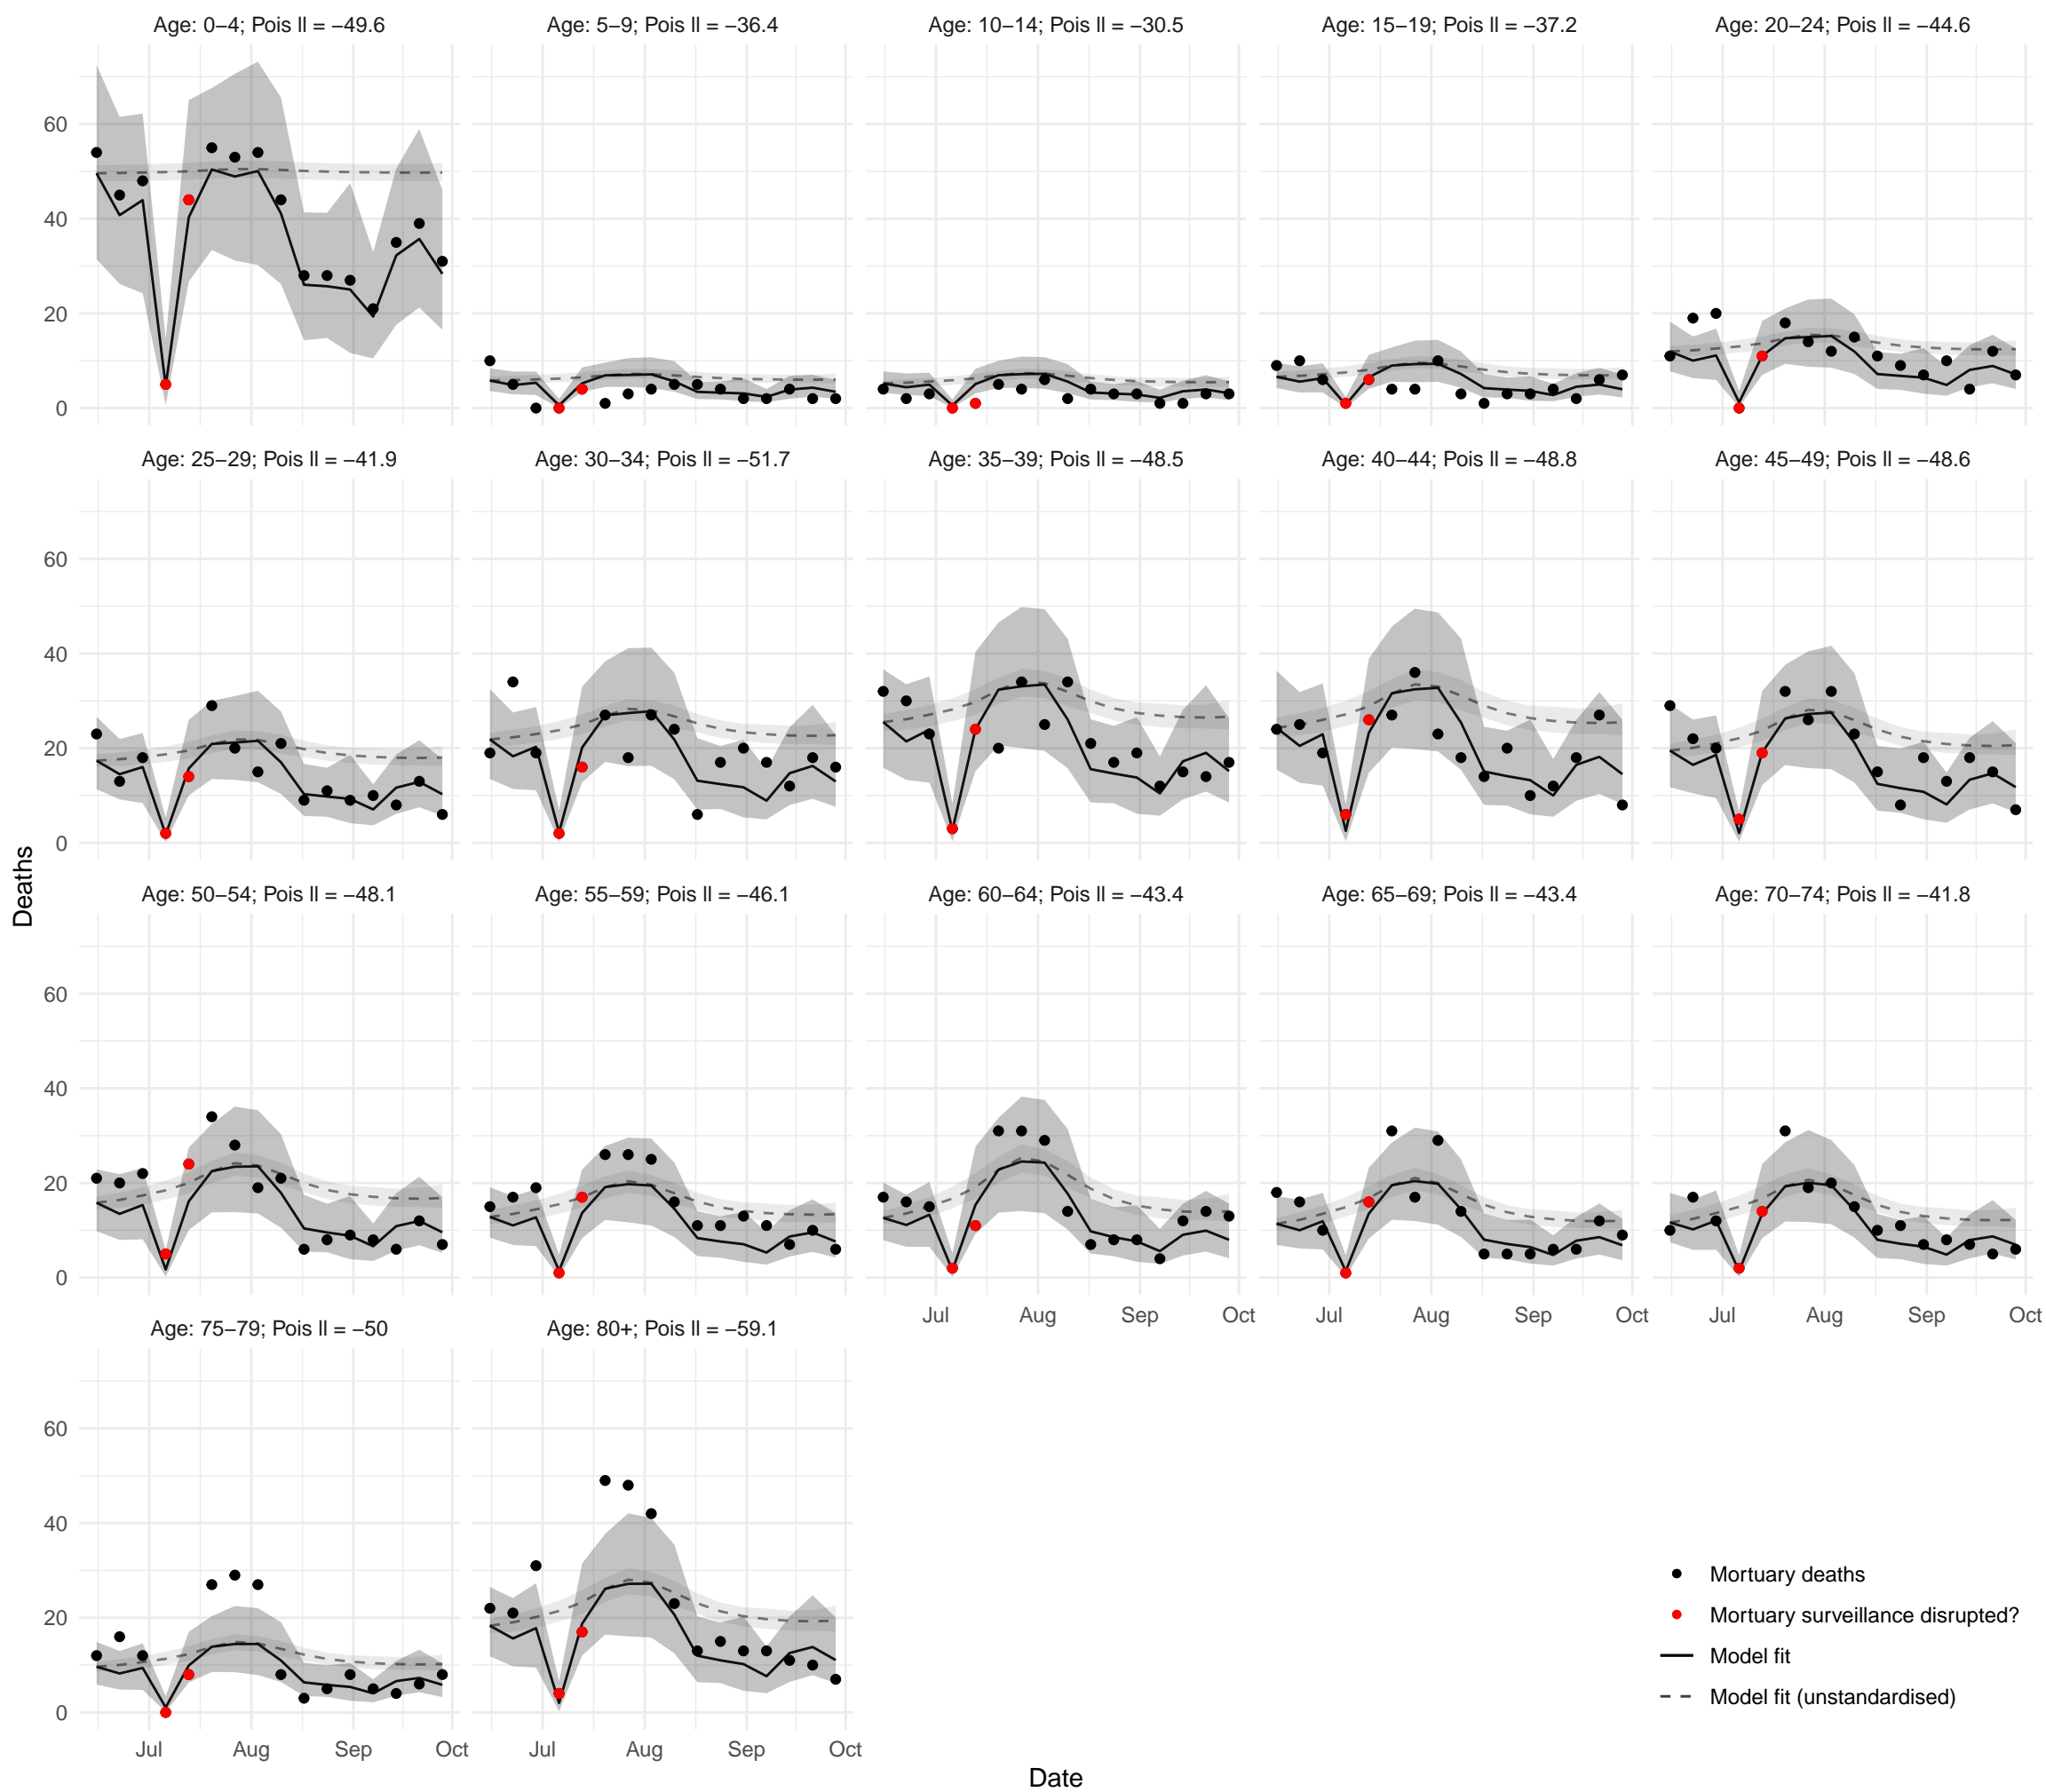 Age: 0−4; Pois ll = −49.6
Age: 5−9; Pois ll = −36.4
Age: 10−14; Pois ll = −30.5
Age: 15−19; Pois ll = −37.2
Age: 20−24; Pois ll = −44.6
60
40
20
0
Age: 25−29; Pois ll = −41.9
Age: 30−34; Pois ll = −51.7
Age: 35−39; Pois ll = −48.5
Age: 40−44; Pois ll = −48.8
Age: 45−49; Pois ll = −48.6
60
40
20
0
Deaths
Age: 50−54; Pois ll = −48.1
Age: 55−59; Pois ll = −46.1
Age: 60−64; Pois ll = −43.4
Age: 65−69; Pois ll = −43.4
Age: 70−74; Pois ll = −41.8
60
40
20
0
Jul Aug Sep Oct
Jul Aug Sep Oct
Jul Aug Sep Oct
Age: 75−79; Pois ll = −50
Age: 80+; Pois ll = −59.1
60
40
20
0
Jul Aug Sep Oct
Jul Aug Sep Oct
Mortuary deaths
Mortuary surveillance disrupted?
Model fit
Model fit (unstandardised)
Date